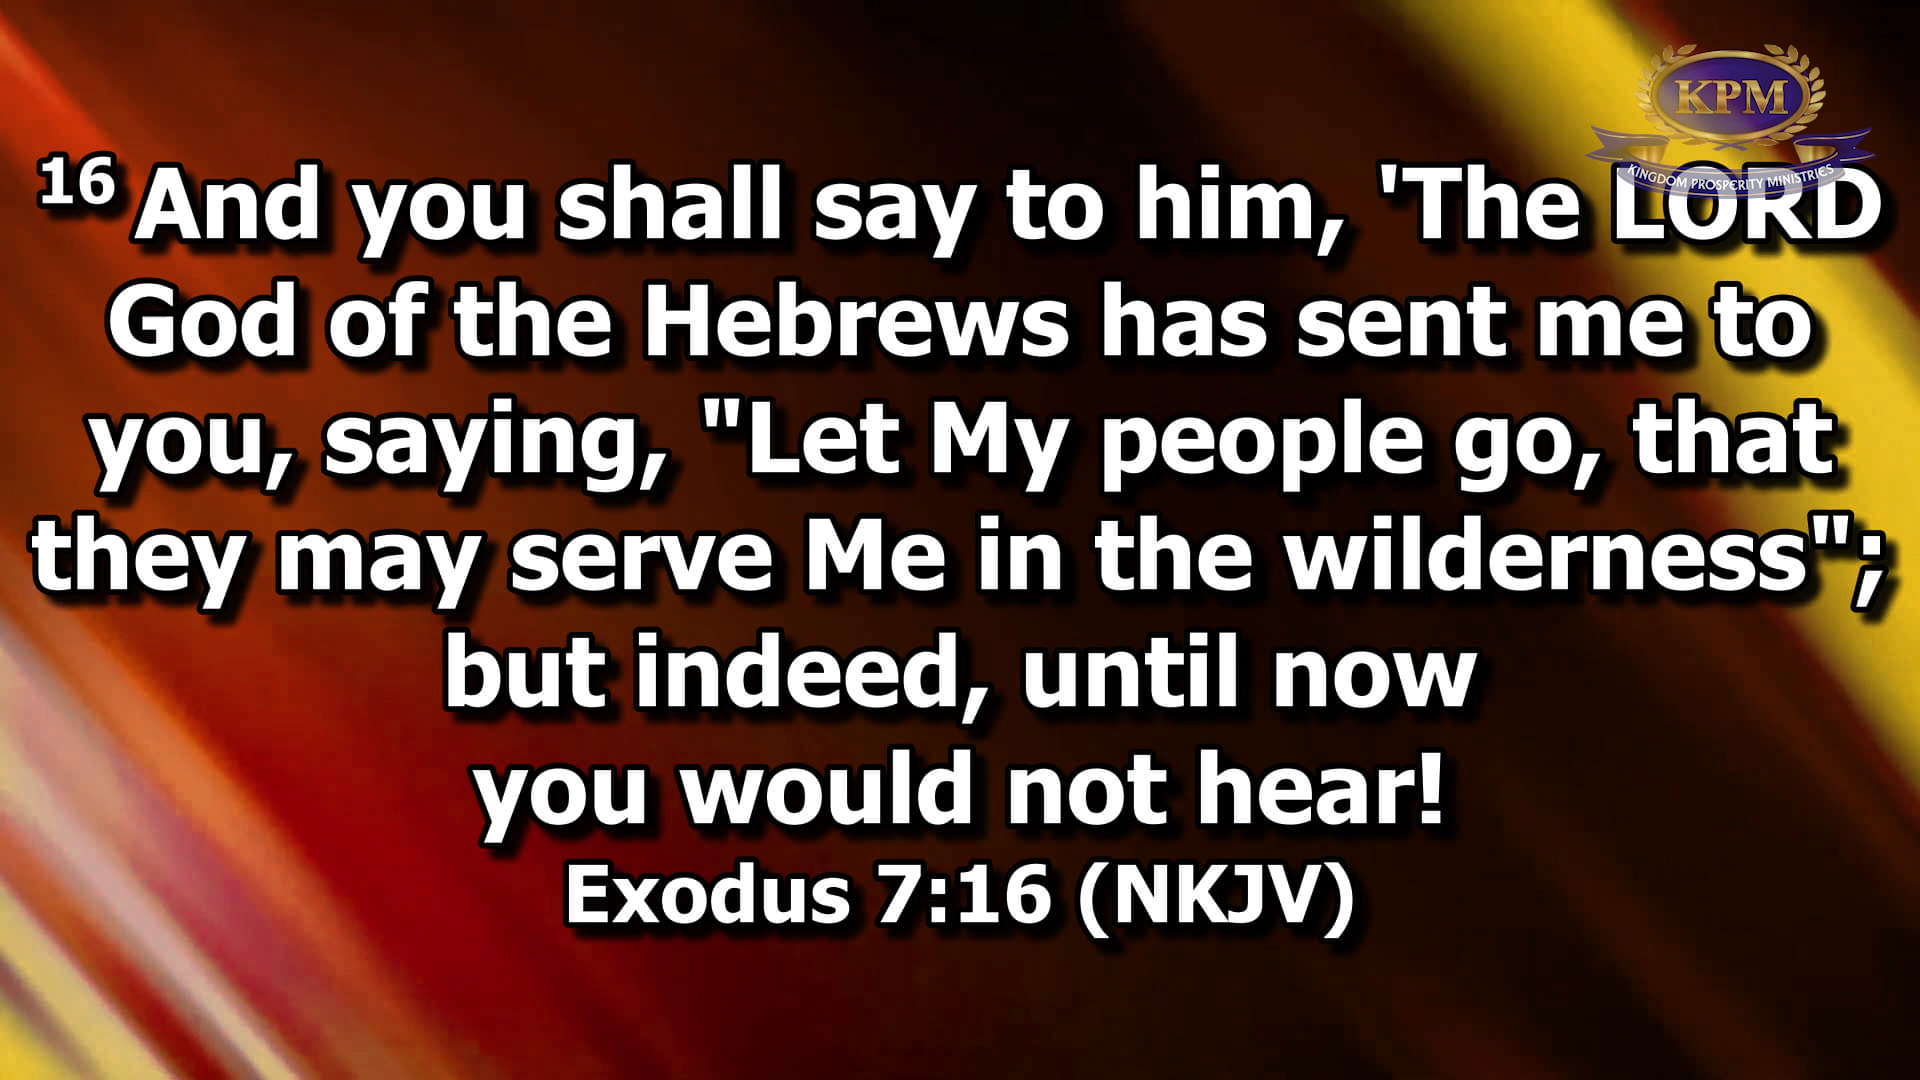 KPM
KINGDOM PROSPERITY MINISTRIES
16 And you shall say to him, 'The LORD
God of the Hebrews has sent me to
you, saying, "Let My people go, that
they may serve Me in the wilderness";
but indeed, until now
you would not hear!
Exodus 7:16 (NKJV)